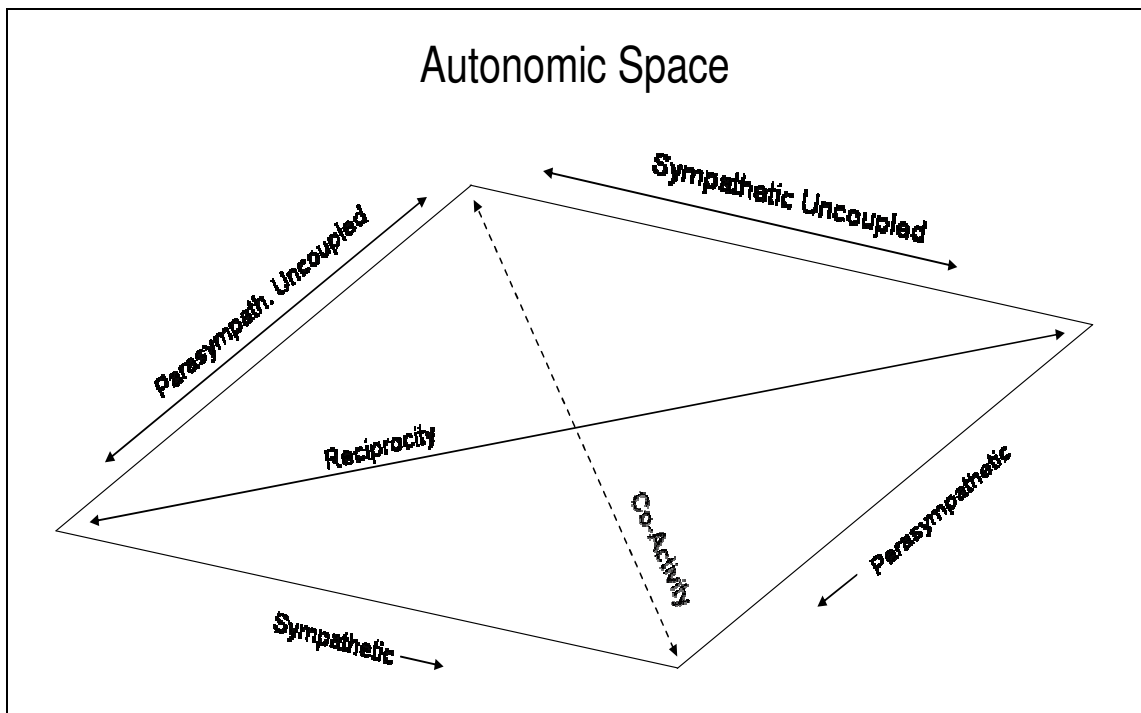 Autonomic Space
Sympathetic Uncoupled
Parasympath. Uncoupled
Reciprocity
Co-Activity
Parasympathetic
Sympathetic